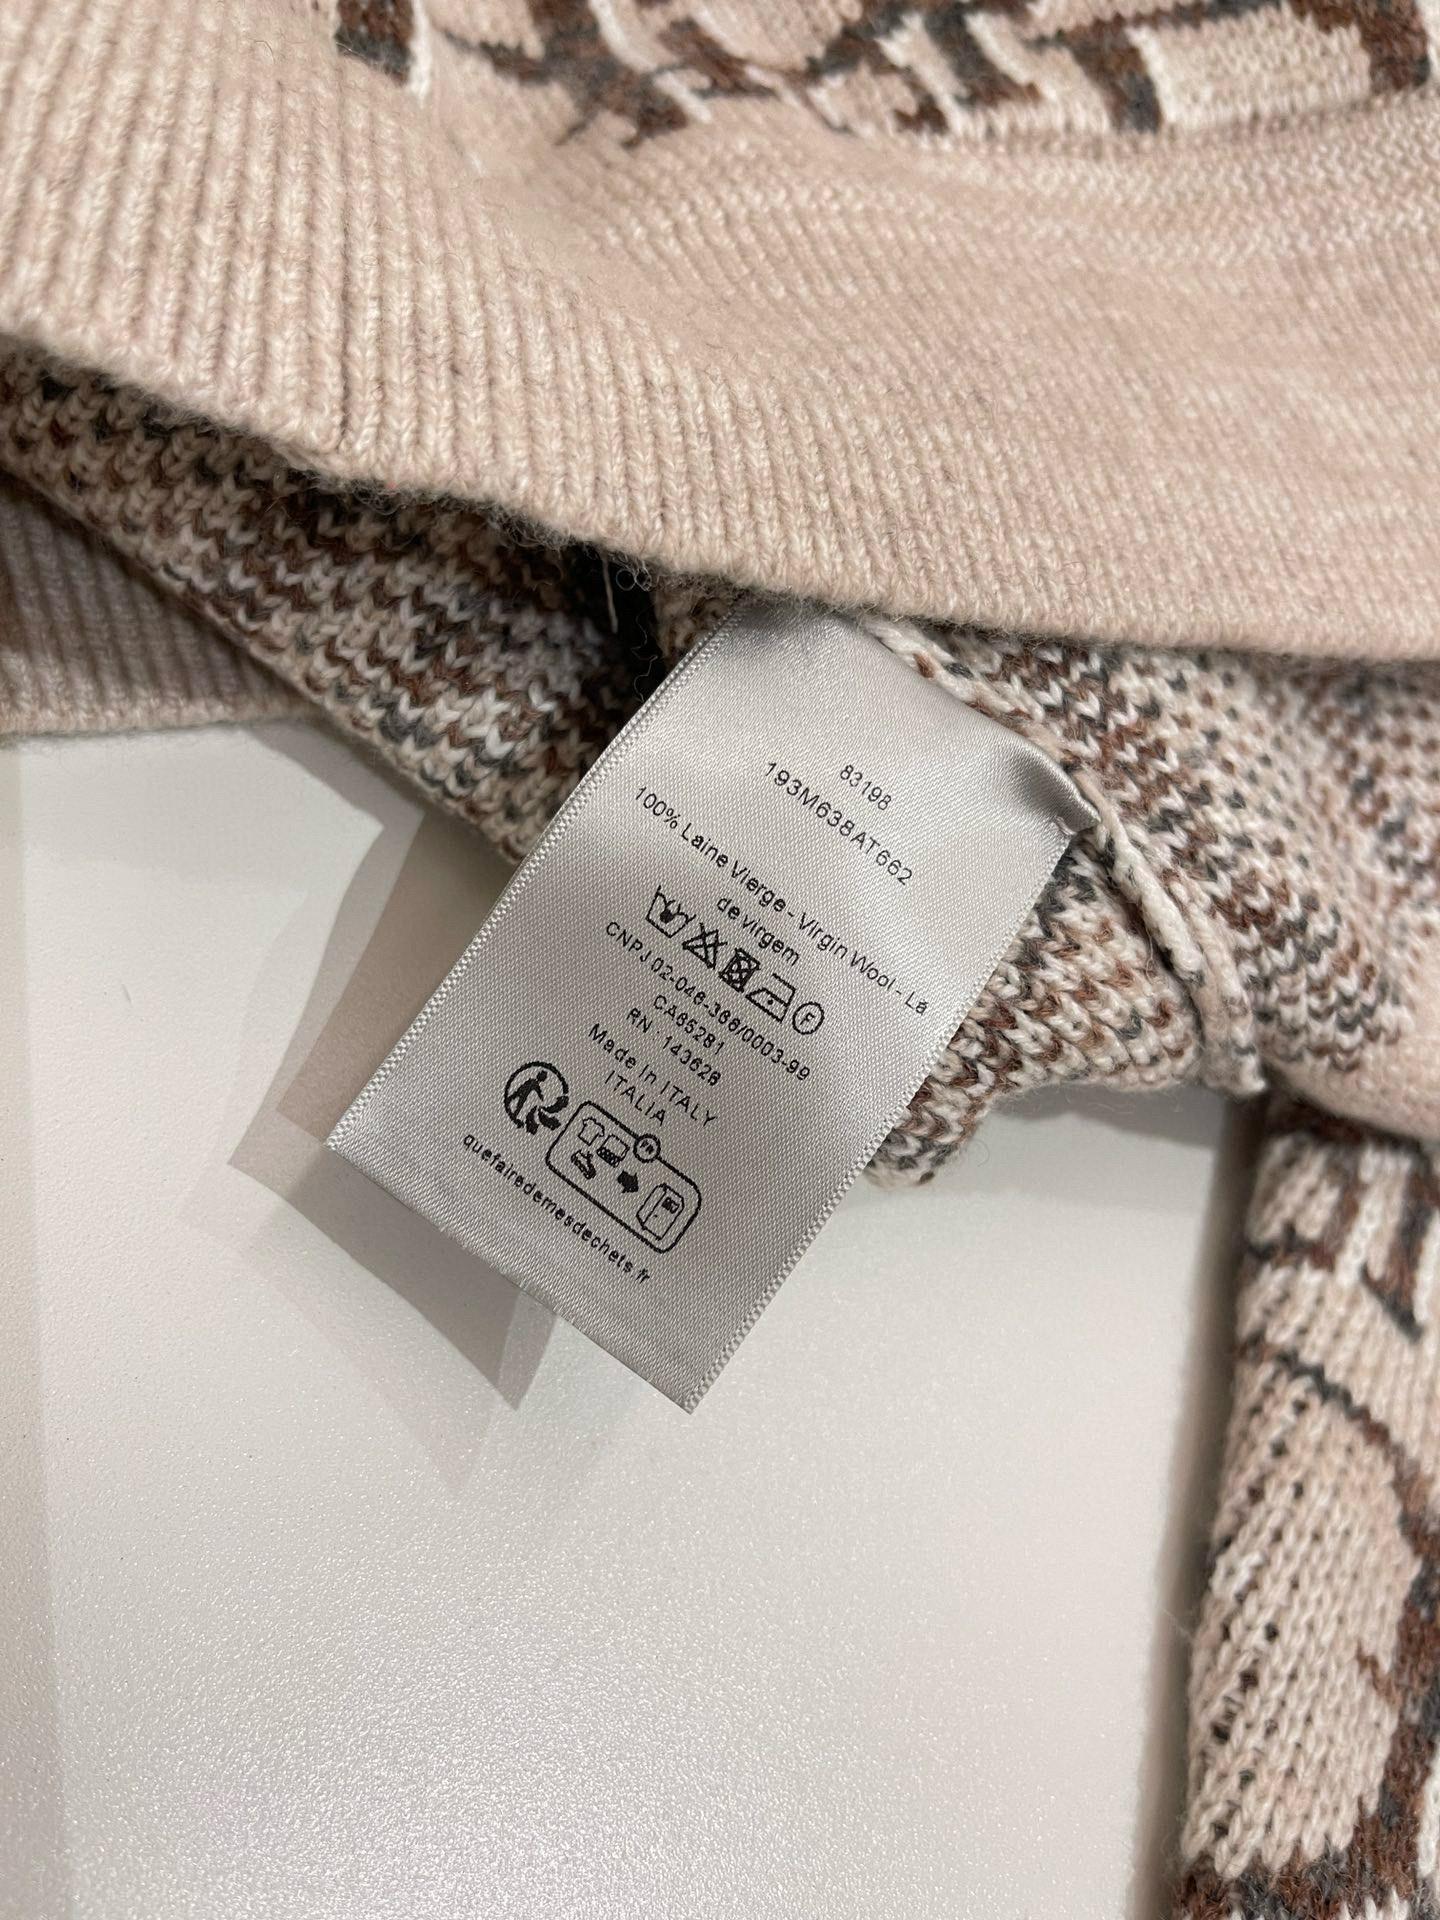 83198
193M638AT662
100% Laine Vierge - Virgin Wool - Lã
de virgem
F
CNPJ 02-046-366/0003-99
CA65281
RN : 143628
Made in ITALY
ITALIA
FR
quefairedemesdechets.fr